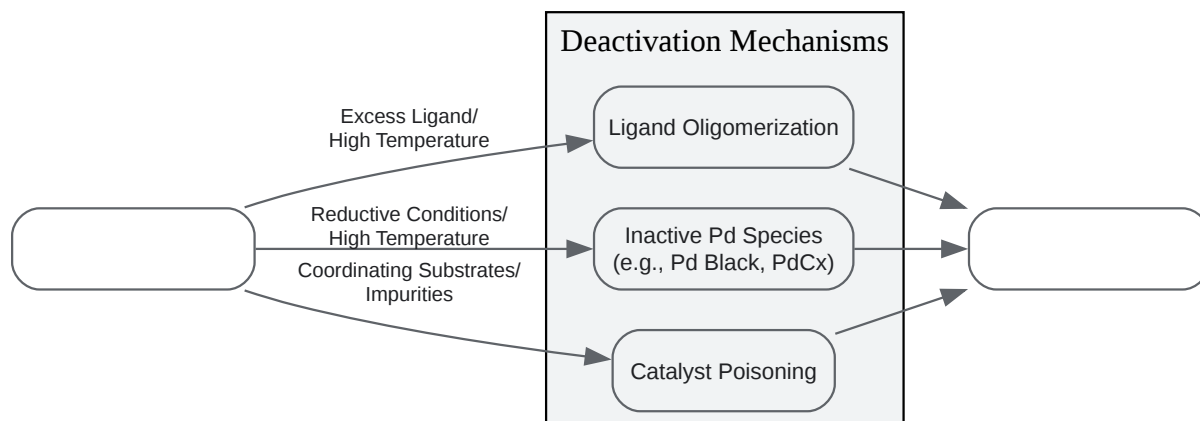 Deactivation Mechanisms
Excess Ligand/
High Temperature
Ligand Oligomerization
Reductive Conditions/
High Temperature
Inactive Pd Species
(e.g., Pd Black, PdCx)
Coordinating Substrates/
Impurities
Catalyst Poisoning